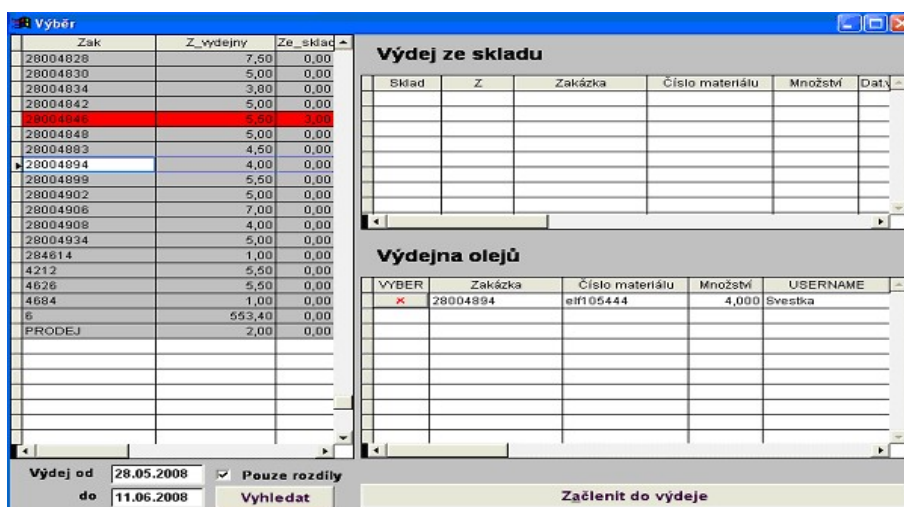 Výběr
Zak Z_vydejny Ze_sklad
28004828 7,50 0,00
28004830 5,00 0,00
28004834 3,80 0,00
28004842 5,00 0,00
28004846 5,50 3,00
28004848 5,00 0,00
28004883 4,50 0,00
28004894 4,00 0,00
28004899 5,50 0,00
28004902 5,00 0,00
28004906 7,00 0,00
28004908 4,00 0,00
28004934 5,00 0,00
284614 1,00 0,00
4212 5,50 0,00
4626 5,50 0,00
4684 1,00 0,00
6 553,40 0,00
PRODEJ 2,00 0,00
Výdej od 28.05.2008 Pouze rozdíly
do 11.06.2008 Vyhledat
Výdej ze skladu
Sklad Z Zakázka Číslo materiálu Množství Dat.v
Výdejna olejů
VYBER Zakázka Číslo materiálu Množství USERNAME
28004894 elf105444 4,000 Svestka
Začlenit do výdeje